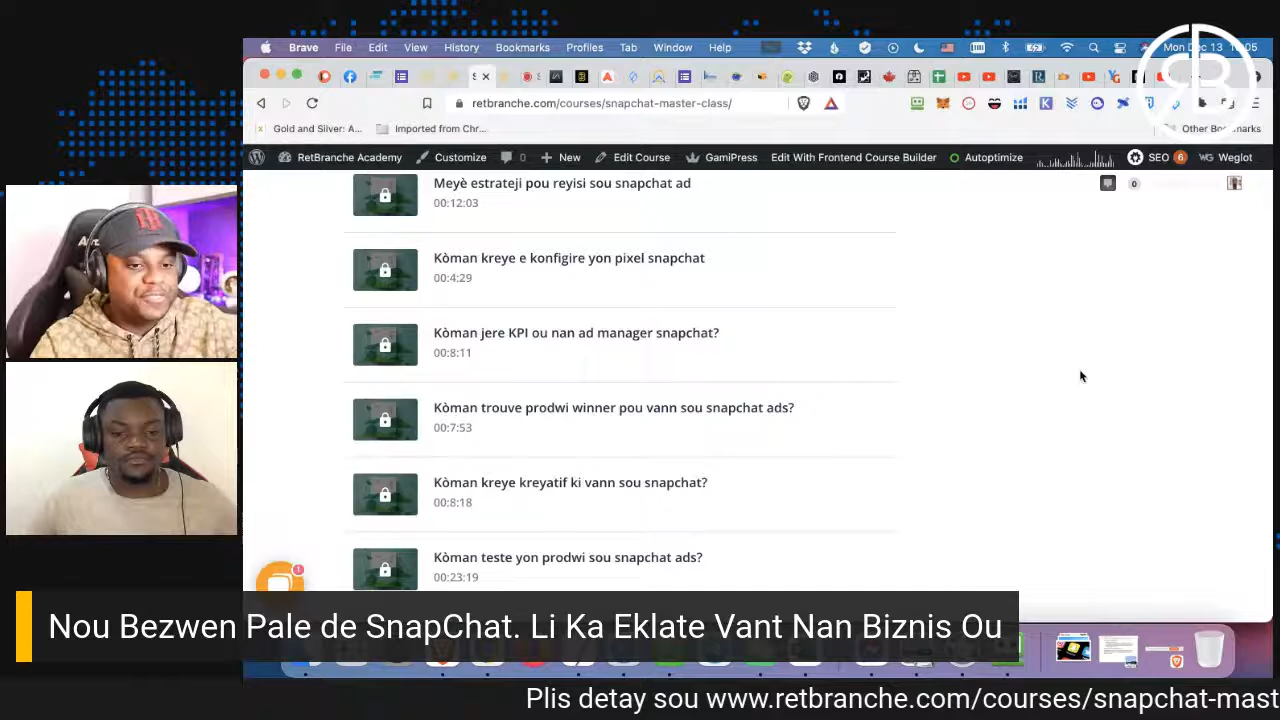 Brave File Edit View History Bookmarks Profiles Tab Window Help
Mon Dec 13
retbranche.com/courses/snapchat-master-class/
Gold and Silver: A...
Imported from Chr...
Other Bookmarks
RetBranche Academy Customize 0 New Edit Course GamiPress Edit With Frontend Course Builder Autoptimize SEO 6 WG Weglot
0
Meyè estrateji pou reyisi sou snapchat ad
00:12:03
Kòman kreye e konfigire yon pixel snapchat
00:4:29
Kòman jere KPI ou nan ad manager snapchat?
00:8:11
Kòman trouve prodwi winner pou vann sou snapchat ads?
00:7:53
Kòman kreye kreyatif ki vann sou snapchat?
00:8:18
Kòman teste yon prodwi sou snapchat ads?
00:23:19
1
Nou Bezwen Pale de SnapChat. Li Ka Eklate Vant Nan Biznis Ou
Plis detay sou www.retbranche.com/courses/snapchat-mast